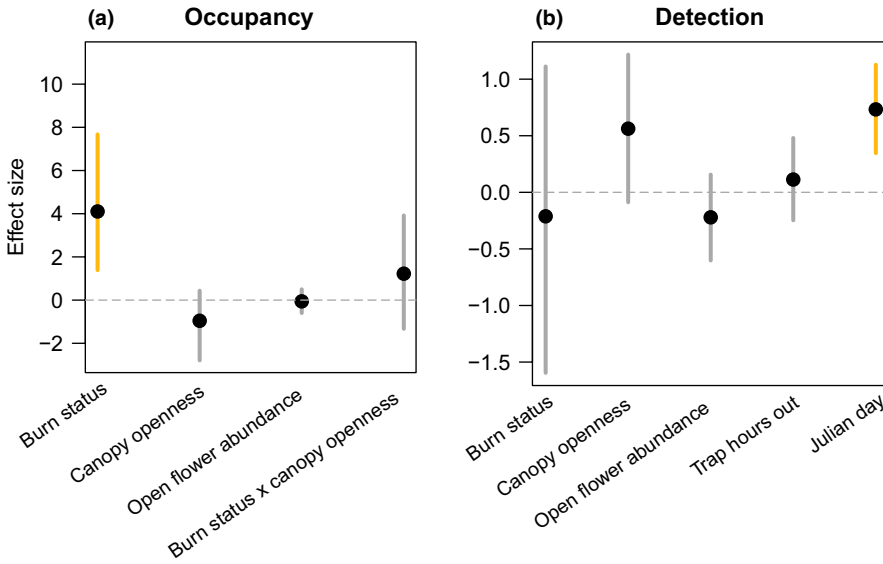 (a) Occupancy
Effect size
10
8
6
4
2
0
−2
Burn status
Canopy openness
Open flower abundance
Burn status x canopy openness
(b) Detection
1.0
0.5
0.0
−0.5
−1.0
−1.5
Burn status
Canopy openness
Open flower abundance
Trap hours out
Julian day